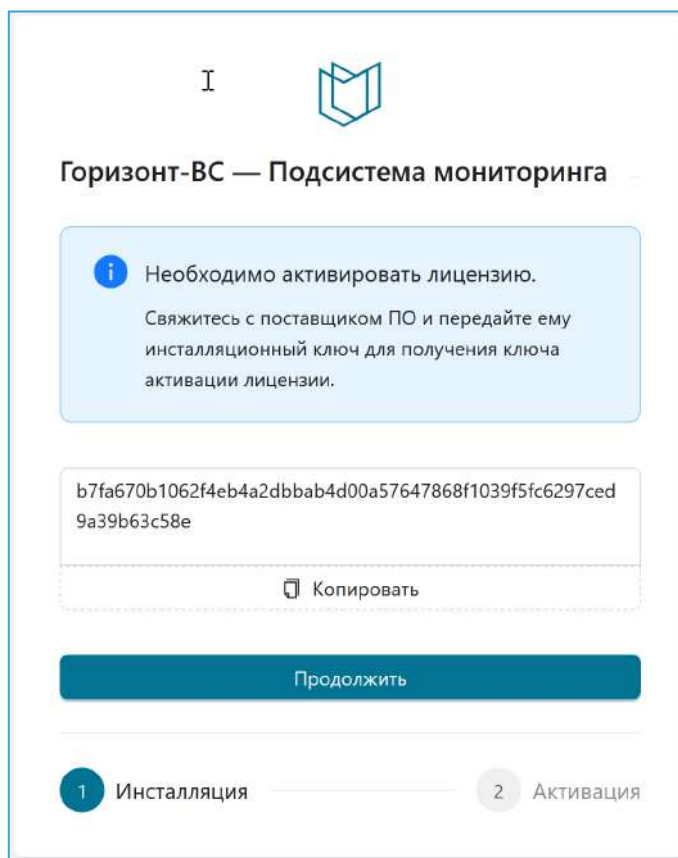 Горизонт-ВС — Подсистема мониторинга
Необходимо активировать лицензию.
Свяжитесь с поставщиком ПО и передайте ему
инсталляционный ключ для получения ключа
активации лицензии.
b7fa670b1062f4eb4a2dbbab4d00a57647868f1039f5fc6297ced
9a39b63c58e
Копировать
Продолжить
1 Инсталляция
2 Активация